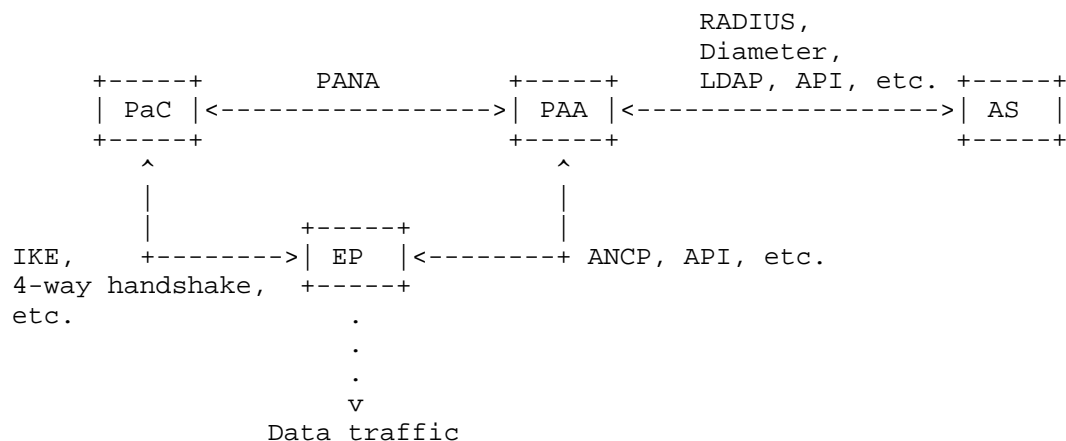 RADIUS,
                                                  Diameter,
      +-----+       PANA        +-----+           LDAP, API, etc. +-----+
      | PaC |<----------------->| PAA |<------------------->| AS  |
      +-----+                   +-----+                     +-----+
         ^                         ^
         |                         |
         |         +-----+         |
IKE,     +-------->| EP  |<--------+ ANCP, API, etc.
4-way handshake,   +-----+
etc.                  .
                      .
                      .
                      v
                Data traffic